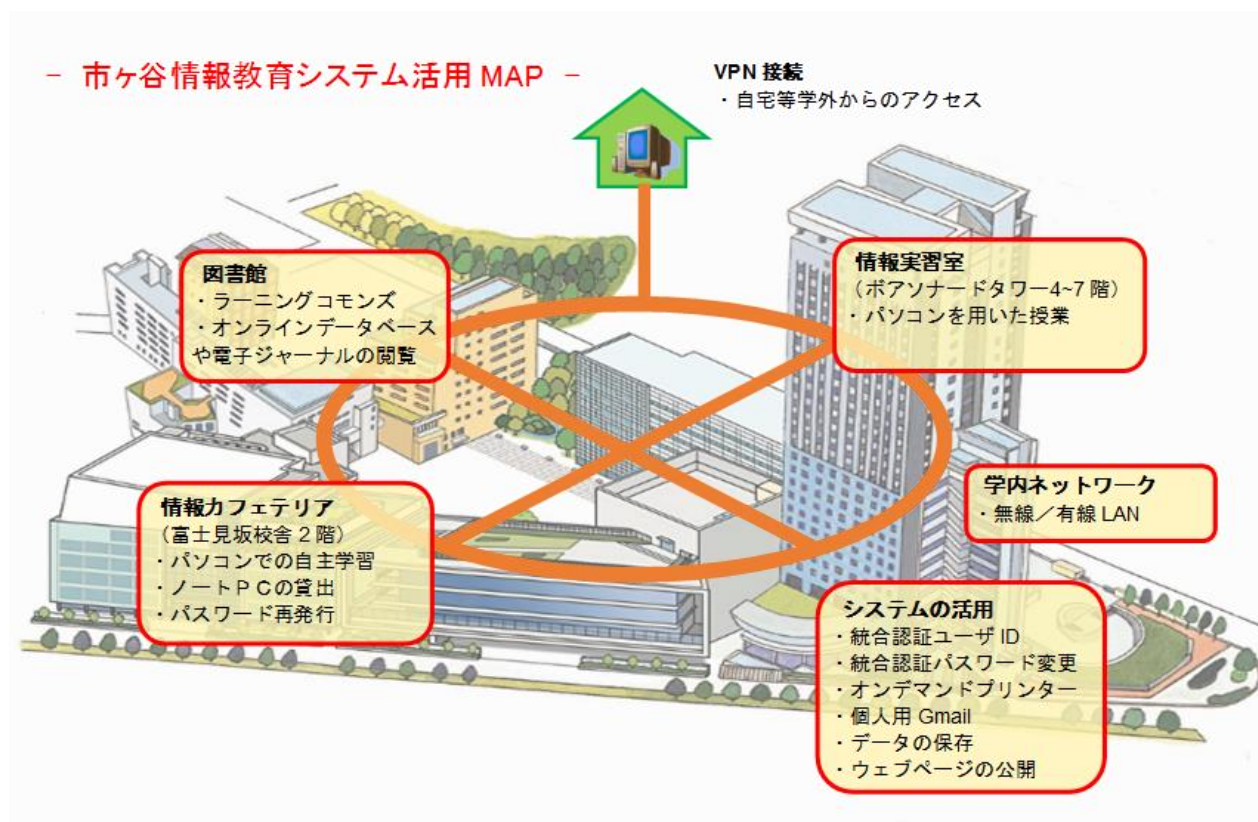 － 市ヶ谷情報教育システム活用 MAP －
VPN 接続
・自宅等学外からのアクセス
図書館
・ラーニングコモンズ
・オンラインデータベース
や電子ジャーナルの閲覧
情報実習室
（ボアソナードタワー4~7 階）
・パソコンを用いた授業
学内ネットワーク
・無線／有線 LAN
情報カフェテリア
（富士見坂校舎 2 階）
・パソコンでの自主学習
・ノートＰＣの貸出
・パスワード再発行
システムの活用
・統合認証ユーザ ID
・統合認証パスワード変更
・オンデマンドプリンター
・個人用 Gmail
・データの保存
・ウェブページの公開